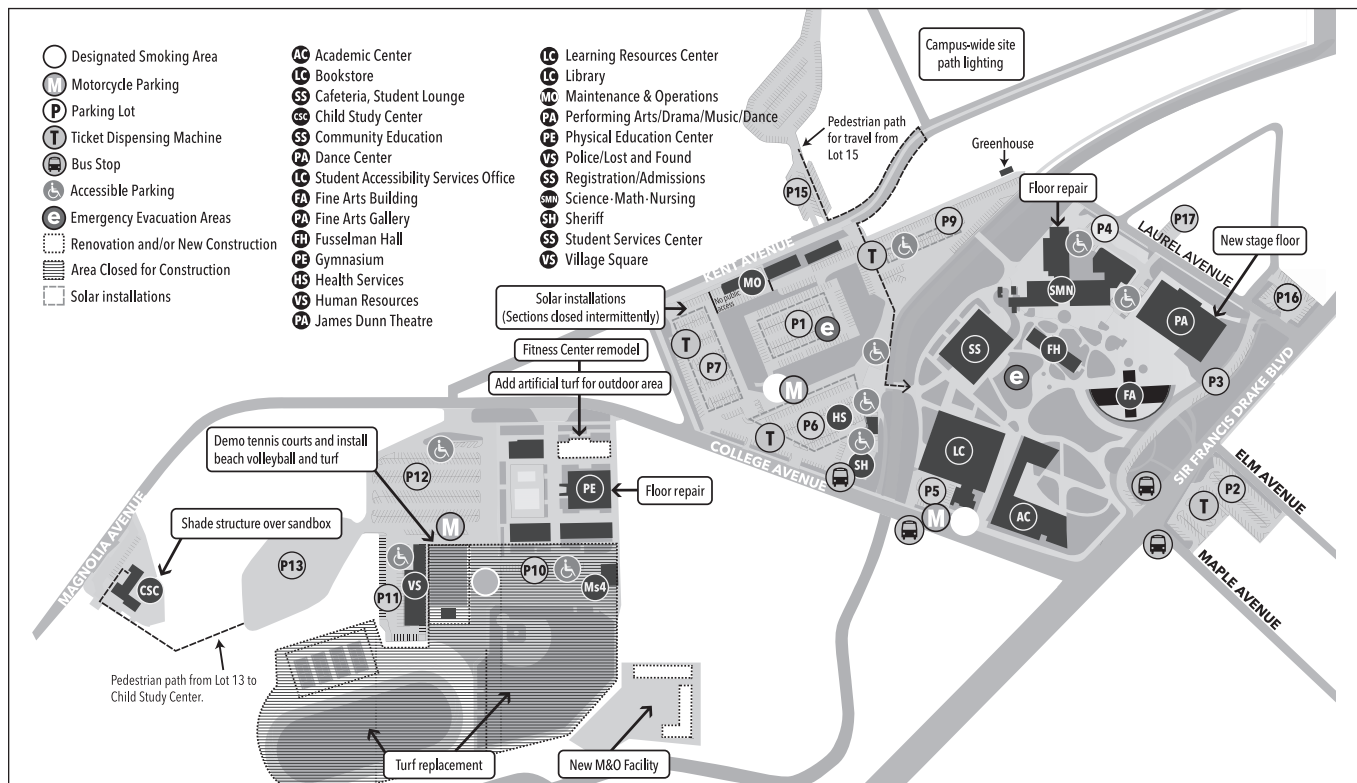 Designated Smoking Area
M Motorcycle Parking
P Parking Lot
T Ticket Dispensing Machine
Bus Stop
Accessible Parking
e Emergency Evacuation Areas
Renovation and/or New Construction
Area Closed for Construction
Solar installations
AC Academic Center
LC Bookstore
SS Cafeteria, Student Lounge
CSC Child Study Center
SS Community Education
PA Dance Center
LC Student Accessibility Services Office
FA Fine Arts Building
PA Fine Arts Gallery
FH Fusselman Hall
PE Gymnasium
HS Health Services
VS Human Resources
PA James Dunn Theatre
LC Learning Resources Center
LC Library
MO Maintenance & Operations
PA Performing Arts/Drama/Music/Dance
PE Physical Education Center
VS Police/Lost and Found
SS Registration/Admissions
SMN Science·Math·Nursing
SH Sheriff
SS Student Services Center
VS Village Square
Campus-wide site
path lighting
Pedestrian path
for travel from
Lot 15
Greenhouse
Floor repair
P15
P9
P4
P17
LAUREL AVENUE
New stage floor
KENT AVENUE
T
MO
No public
access
SMN
P16
PA
Solar installations
(Sections closed intermittently)
P1
e
T
P7
SS
FH
e
P3
FA
Fitness Center remodel
Add artificial turf for outdoor area
M
HS
P6
T
SH
COLLEGE AVENUE
LC
P5
M
AC
SIR FRANCIS DRAKE BLVD
ELM AVENUE
P2
T
MAPLE AVENUE
Demo tennis courts and install
beach volleyball and turf
P12
PE
Floor repair
M
MAGNOLIA AVENUE
Shade structure over sandbox
CSC
P13
P11
VS
P10
Ms4
Pedestrian path from Lot 13 to
Child Study Center.
Turf replacement
New M&O Facility